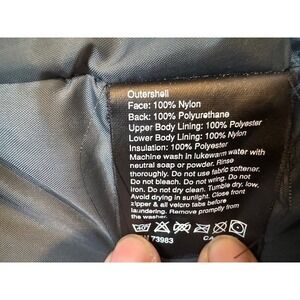 Outershell
Face: 100% Nylon
Back: 100% Polyurethane
Upper Body Lining: 100% Polyester
Lower Body Lining: 100% Nylon
Insulation: 100% Polyester
Machine wash in lukewarm water with
neutral soap or powder. Rinse
thoroughly. Do not use fabric softener.
Do not bleach. Do not wring. Do not
iron. Do not dry clean. Tumble dry, low.
Avoid drying in sunlight. Close front
zipper & all velcro tabs before
laundering. Remove promptly from
the washer.
73983
CA